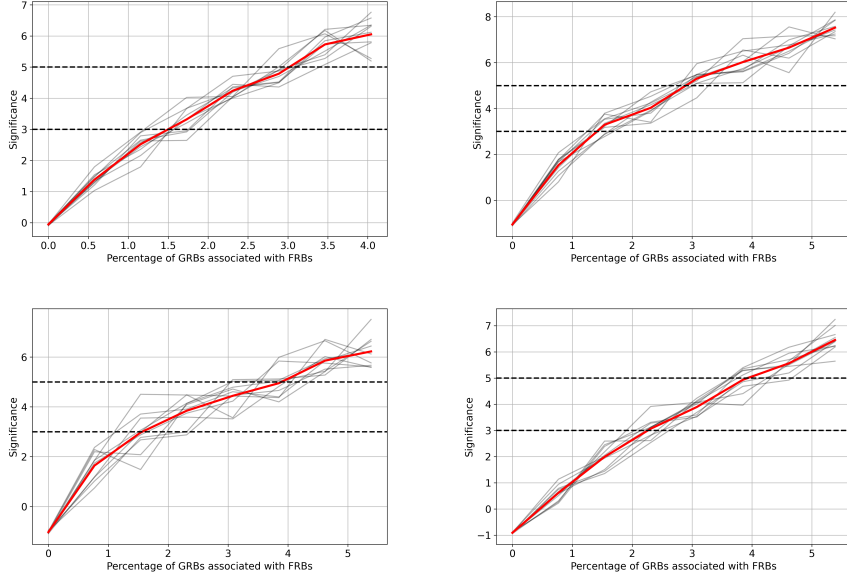 7
6
5
4
3
2
1
0
Significance
0.0 0.5 1.0 1.5 2.0 2.5 3.0 3.5 4.0
Percentage of GRBs associated with FRBs
8
6
4
2
0
Significance
0 1 2 3 4 5
Percentage of GRBs associated with FRBs
6
4
2
0
Significance
0 1 2 3 4 5
Percentage of GRBs associated with FRBs
7
6
5
4
3
2
1
0
−1
Significance
0 1 2 3 4 5
Percentage of GRBs associated with FRBs